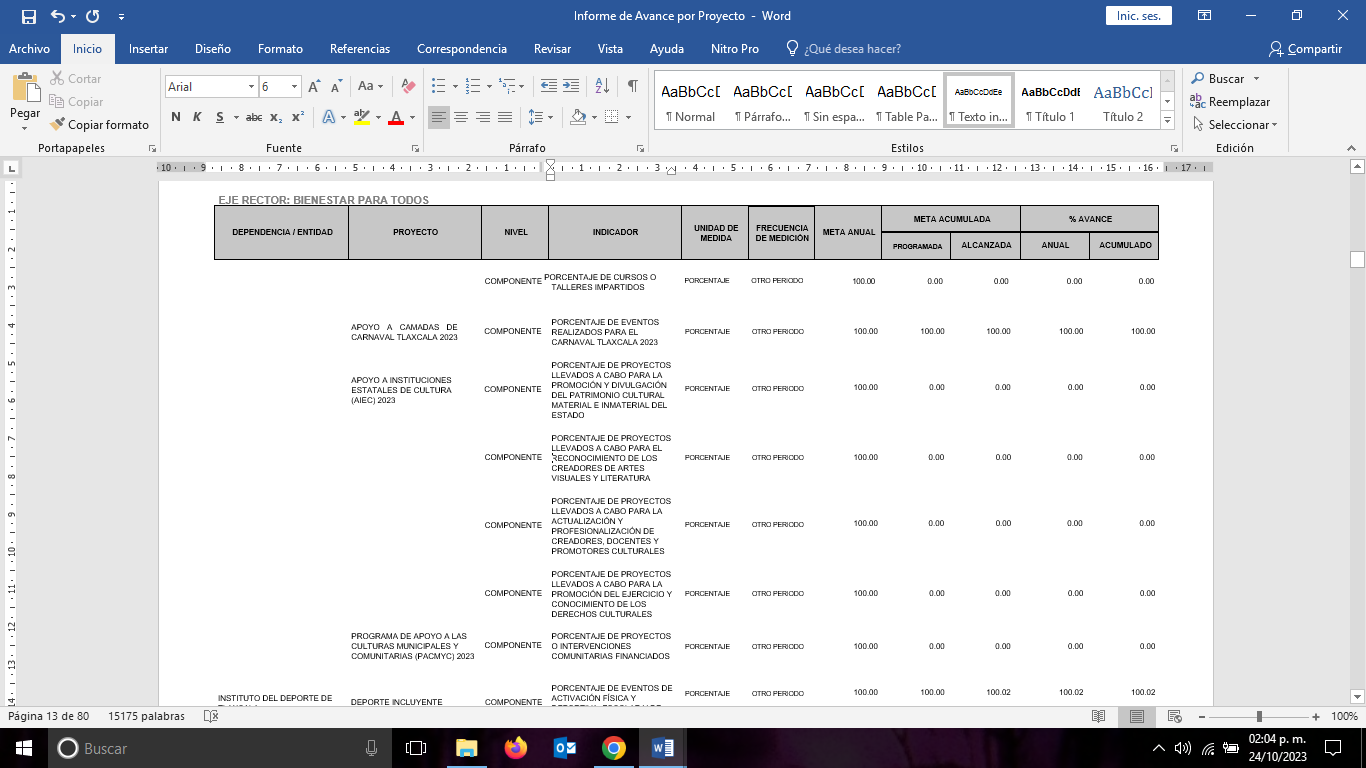 Informe de Avance por Proyecto - Word
Inic. ses.
Archivo Inicio Insertar Diseño Formato Referencias Correspondencia Revisar Vista Ayuda Nitro Pro ¿Qué desea hacer? Compartir
Pegar
Cortar
Copiar
Copiar formato
Portapapeles
Arial 6
Aa
N K S abc x₂ x²
Fuente
Párrafo
AaBbCcD AaBbCcD AaBbCcD AaBbCcD AaBbCcDdEe AaBbCcDdE AaBbCcI
¶ Normal ¶ Párrafo... ¶ Sin espa... ¶ Table Pa... ¶ Texto in... ¶ Título 1 Título 2
Estilos
Buscar
Reemplazar
Seleccionar
Edición
EJE RECTOR: BIENESTAR PARA TODOS
DEPENDENCIA / ENTIDAD PROYECTO NIVEL INDICADOR UNIDAD DE MEDIDA FRECUENCIA DE MEDICIÓN META ANUAL META ACUMULADA % AVANCE
PROGRAMADA ALCANZADA ANUAL ACUMULADO
COMPONENTE PORCENTAJE DE CURSOS O
TALLERES IMPARTIDOS
PORCENTAJE OTRO PERIODO 100.00 0.00 0.00 0.00 0.00
APOYO A CAMADAS DE
CARNAVAL TLAXCALA 2023
COMPONENTE
PORCENTAJE DE EVENTOS
REALIZADOS PARA EL
CARNAVAL TLAXCALA 2023
PORCENTAJE OTRO PERIODO 100.00 100.00 100.00 100.00 100.00
APOYO A INSTITUCIONES
ESTATALES DE CULTURA
(AIEC) 2023
COMPONENTE
PORCENTAJE DE PROYECTOS
LLEVADOS A CABO PARA LA
PROMOCIÓN Y DIVULGACIÓN
DEL PATRIMONIO CULTURAL
MATERIAL E INMATERIAL DEL
ESTADO
PORCENTAJE OTRO PERIODO 100.00 0.00 0.00 0.00 0.00
COMPONENTE
PORCENTAJE DE PROYECTOS
LLEVADOS A CABO PARA EL
RECONOCIMIENTO DE LOS
CREADORES DE ARTES
VISUALES Y LITERATURA
PORCENTAJE OTRO PERIODO 100.00 0.00 0.00 0.00 0.00
COMPONENTE
PORCENTAJE DE PROYECTOS
LLEVADOS A CABO PARA LA
ACTUALIZACIÓN Y
PROFESIONALIZACIÓN DE
CREADORES, DOCENTES Y
PROMOTORES CULTURALES
PORCENTAJE OTRO PERIODO 100.00 0.00 0.00 0.00 0.00
COMPONENTE
PORCENTAJE DE PROYECTOS
LLEVADOS A CABO PARA LA
PROMOCIÓN DEL EJERCICIO Y
CONOCIMIENTO DE LOS
DERECHOS CULTURALES
PORCENTAJE OTRO PERIODO 100.00 0.00 0.00 0.00 0.00
PROGRAMA DE APOYO A LAS
CULTURAS MUNICIPALES Y
COMUNITARIAS (PACMYC) 2023
COMPONENTE
PORCENTAJE DE PROYECTOS
O INTERVENCIONES
COMUNITARIAS FINANCIADOS
PORCENTAJE OTRO PERIODO 100.00 0.00 0.00 0.00 0.00
INSTITUTO DEL DEPORTE DE
DEPORTE INCLUYENTE
COMPONENTE
PORCENTAJE DE EVENTOS DE
ACTIVACIÓN FÍSICA Y
PORCENTAJE OTRO PERIODO 100.00 100.00 100.02 100.02 100.02
Página 13 de 80 15175 palabras 100%
Buscar
02:04 p. m.
24/10/2023